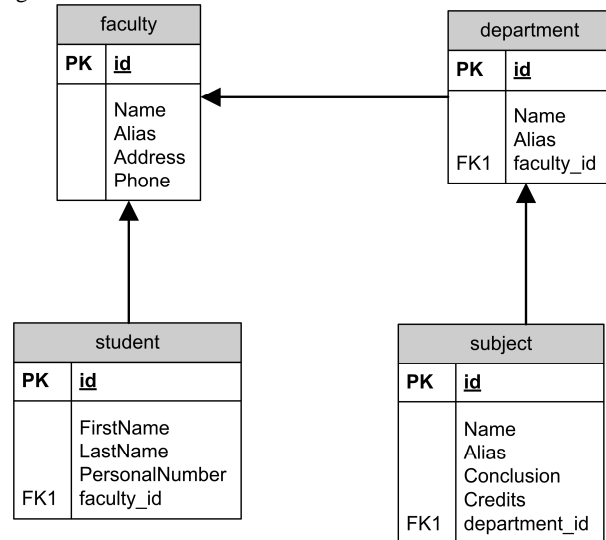 g
faculty
PK id
Name
Alias
Address
Phone
department
PK id
Name
Alias
FK1 faculty_id
student
PK id
FirstName
LastName
PersonalNumber
FK1 faculty_id
subject
PK id
Name
Alias
Conclusion
Credits
FK1 department_id